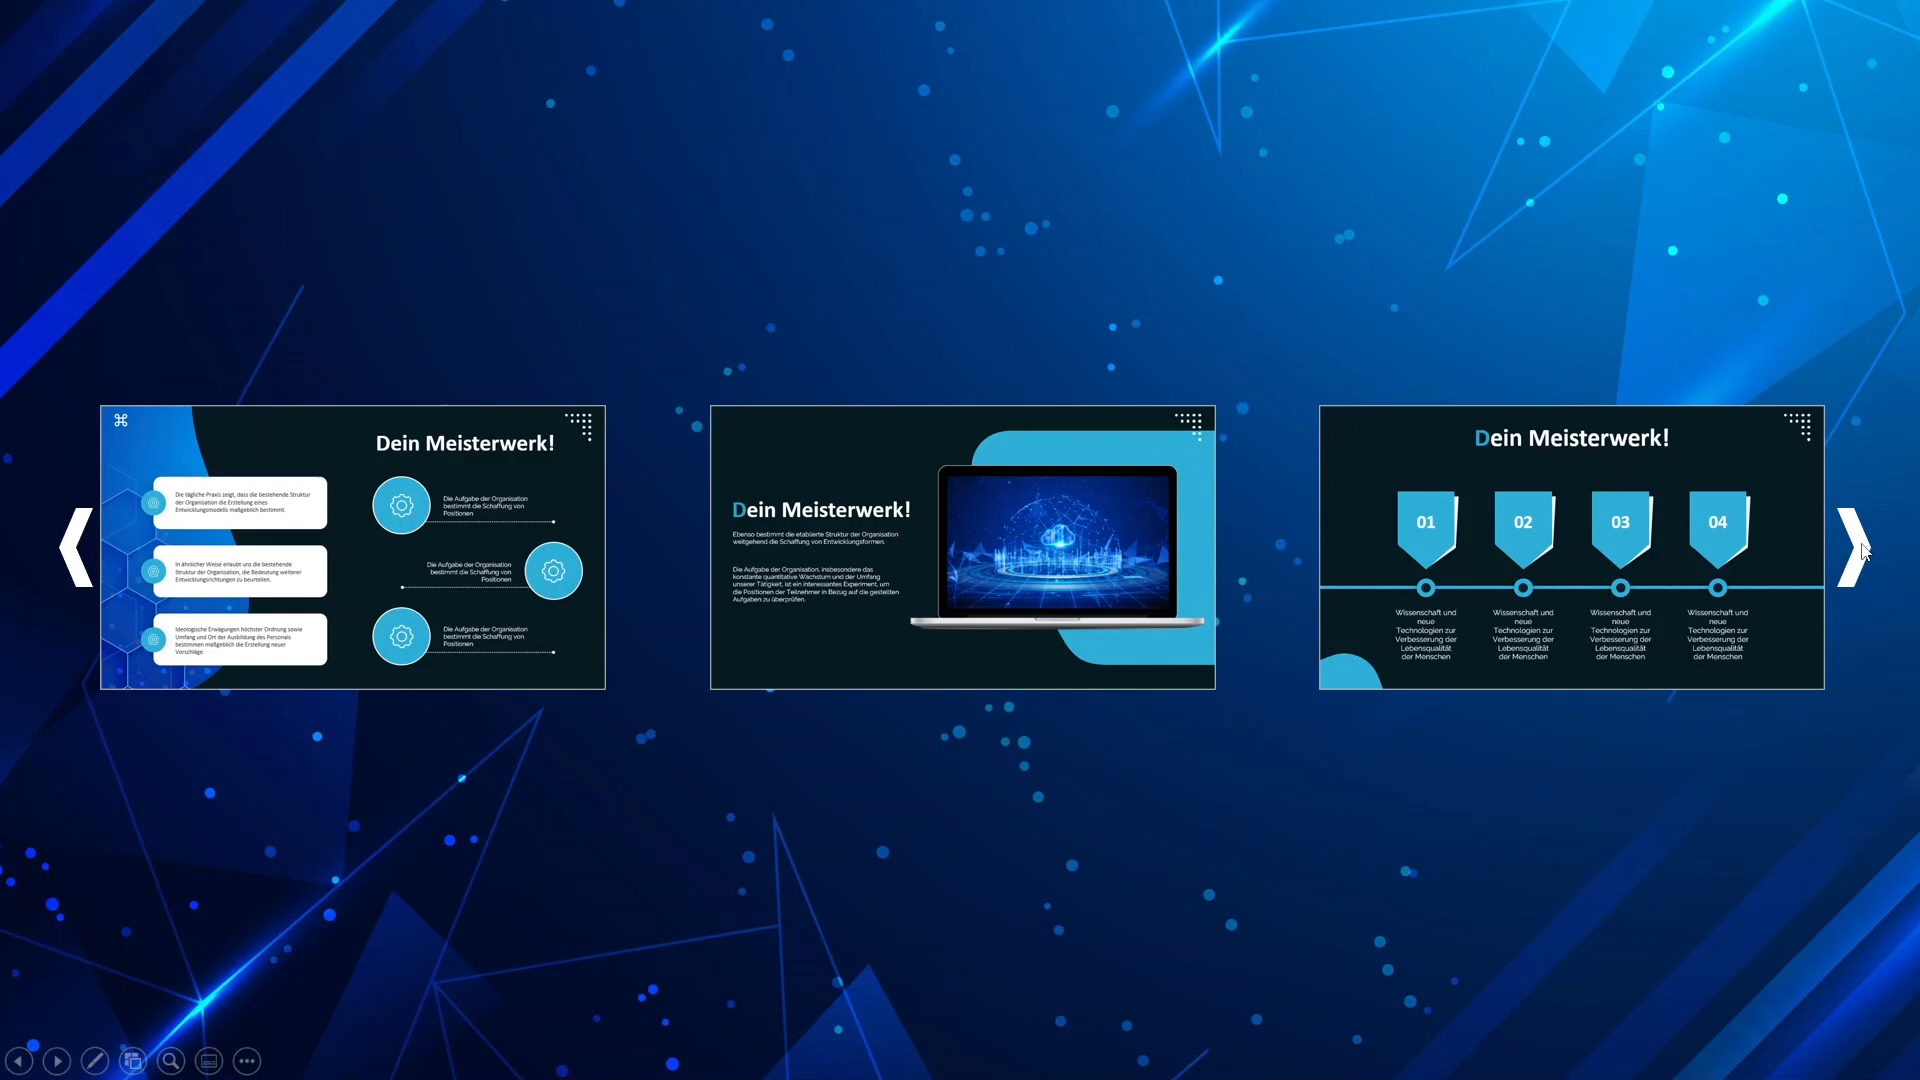 Dein Meisterwerk!
Die tägliche Praxis zeigt, dass die bestehende Struktur
der Organisation die Erstellung eines
Entwicklungsmodells maßgeblich bestimmt.
In ähnlicher Weise erlaubt uns die bestehende
Struktur der Organisation, die Bedeutung weiterer
Entwicklungsrichtungen zu beurteilen.
Ideologische Erwägungen höchster Ordnung sowie
Umfang und Ort der Ausbildung des Personals
bestimmen maßgeblich die Erstellung neuer
Vorschläge.
Die Aufgabe der Organisation
bestimmt die Schaffung von
Positionen
Die Aufgabe der Organisation
bestimmt die Schaffung von
Positionen
Die Aufgabe der Organisation
bestimmt die Schaffung von
Positionen
Dein Meisterwerk!
Ebenso bestimmt die etablierte Struktur der Organisation
weitgehend die Schaffung von Entwicklungsformen.
Die Aufgabe der Organisation, insbesondere das
konstante quantitative Wachstum und der Umfang
unserer Tätigkeit, ist ein interessantes Experiment, um
die Positionen der Teilnehmer in Bezug auf die gestellten
Aufgaben zu überprüfen.
Dein Meisterwerk!
01
02
03
04
Wissenschaft und
neue
Technologien zur
Verbesserung der
Lebensqualität
der Menschen
Wissenschaft und
neue
Technologien zur
Verbesserung der
Lebensqualität
der Menschen
Wissenschaft und
neue
Technologien zur
Verbesserung der
Lebensqualität
der Menschen
Wissenschaft und
neue
Technologien zur
Verbesserung der
Lebensqualität
der Menschen